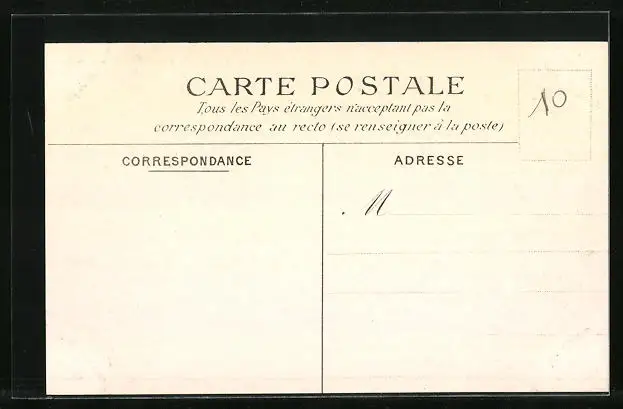 CARTE POSTALE
Tous les Pays étrangers n'acceptant pas la
correspondance au recto (se renseigner à la poste)
10
CORRESPONDANCE
ADRESSE
M